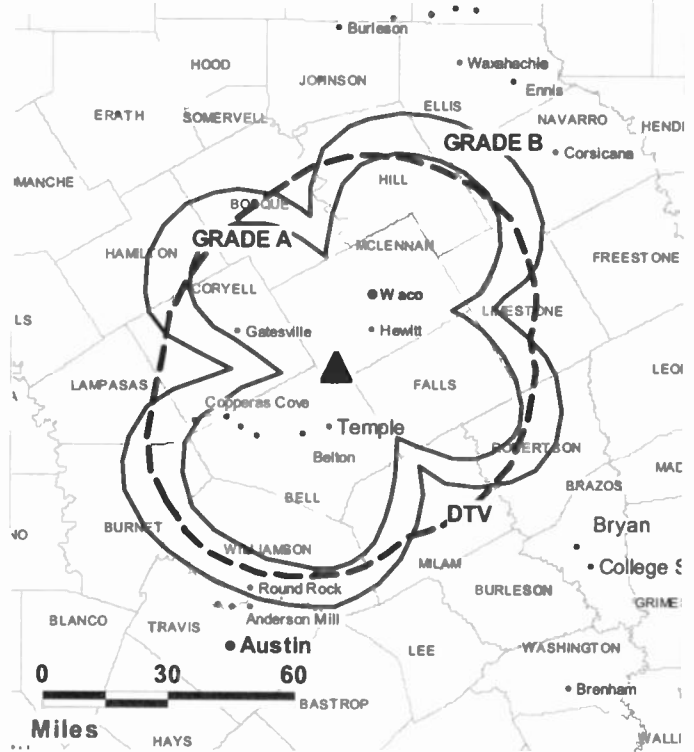 Burleson
HOOD
Waxahachie
JOHNSON
Ennis
ELLIS
ERATH
SOMERVELL
NAVARRO
HENDI
GRADE B
Corsicana
MANCHE
HILL
BOSQUE
GRADE A
MCLENNAN
HAMILTON
FREESTONE
CORYELL
Waco
LIMESTONE
LS
Gatesville
Hewitt
LEO
LAMPASAS
FALLS
Copperas Cove
Temple
ROBERTSON
Belton
MAD
BRAZOS
BELL
DTV
BURNET
Bryan
NO
WILLIAMSON
MILAM
College S
Round Rock
BURLESON
GRIME
Anderson Mill
BLANCO
TRAVIS
Austin
LEE
WASHINGTON
0 30 60
Brenham
BASTROP
Miles
HAYS
WALLI